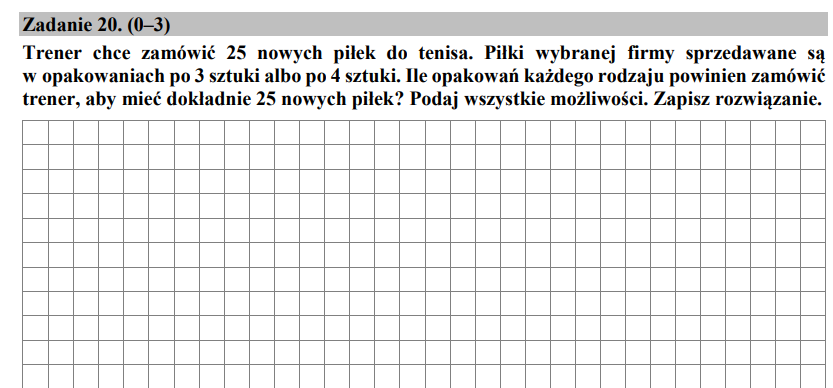 Zadanie 20. (0–3)
Trener chce zamówić 25 nowych piłek do tenisa. Piłki wybranej firmy sprzedawane są
w opakowaniach po 3 sztuki albo po 4 sztuki. Ile opakowań każdego rodzaju powinien zamówić
trener, aby mieć dokładnie 25 nowych piłek? Podaj wszystkie możliwości. Zapisz rozwiązanie.